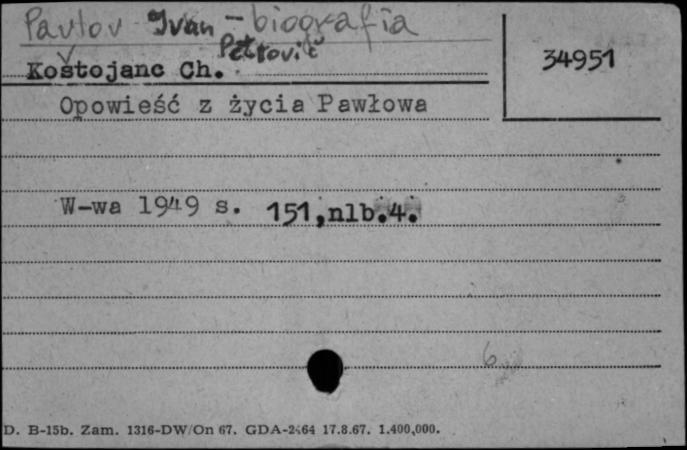 Pavlov Ivan - biografia
Petrovič
Kostojanc Ch.
34951
Opowieść z życia Pawłowa
W-wa 1949 s. 151,nlb.4.
6
D. B-15b. Zam. 1316-DW/On 67. GDA-2464 17.8.67. 1.400,000.